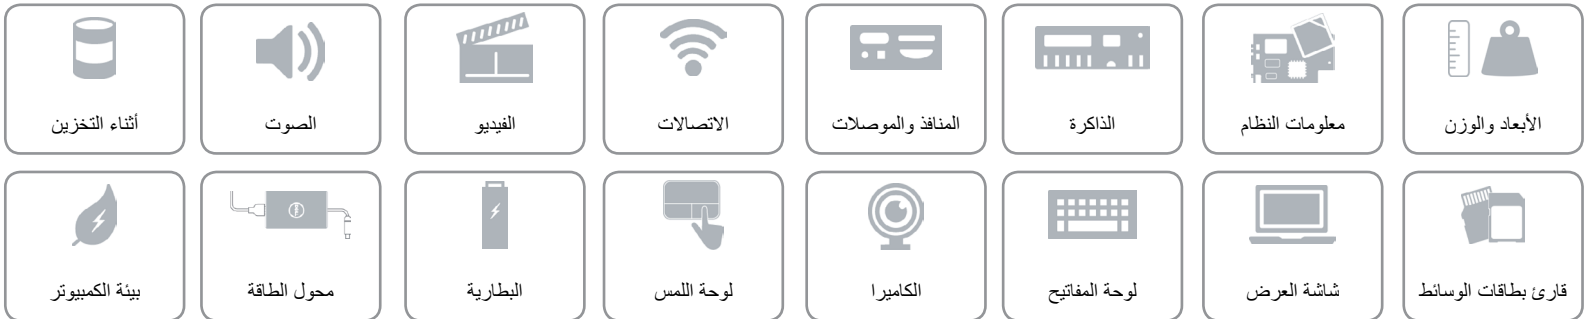 الأبعاد والوزن
معلومات النظام
الذاكرة
المنافذ والموصلات
الاتصالات
الفيديو
الصوت
أثناء التخزين
قارئ بطاقات الوسائط
شاشة العرض
لوحة المفاتيح
الكاميرا
لوحة اللمس
البطارية
محول الطاقة
بيئة الكمبيوتر